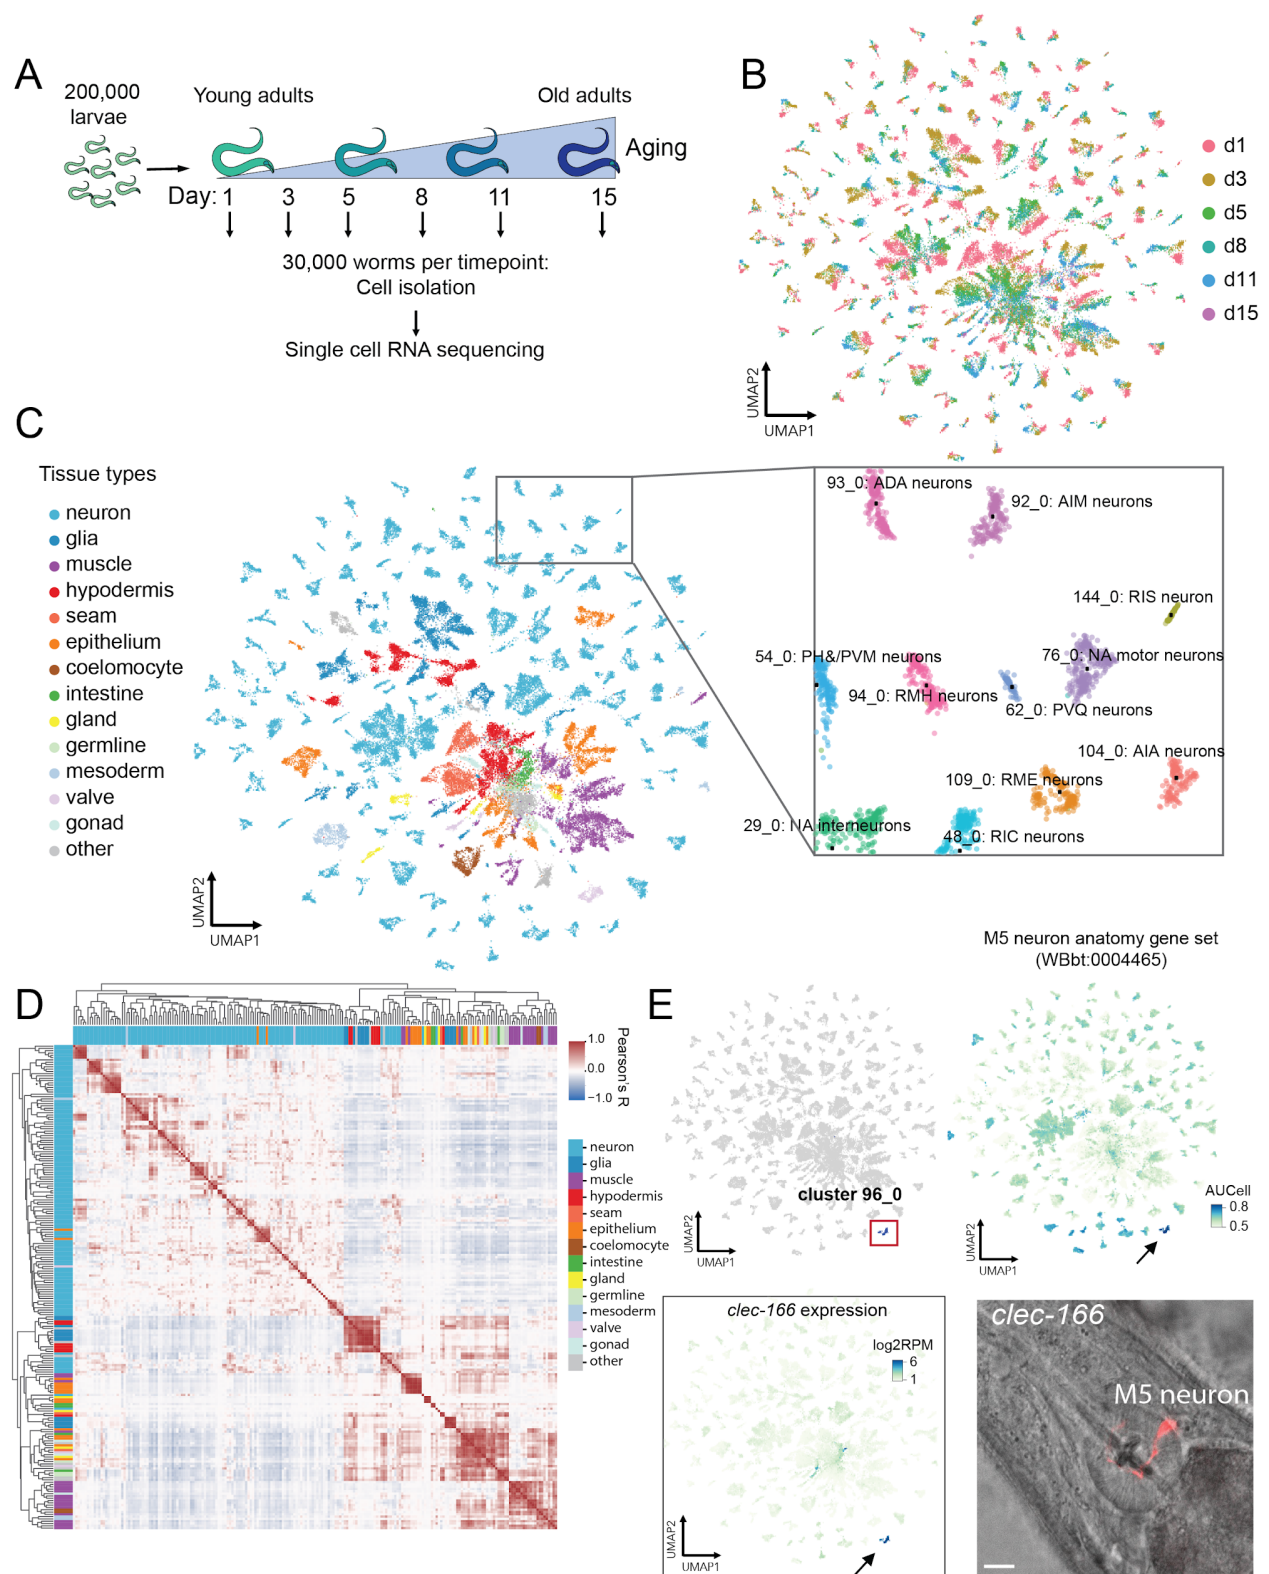 A
200,000
larvae
Young adults
Old adults
Aging
Day: 1 3 5 8 11 15
30,000 worms per timepoint:
Cell isolation
Single cell RNA sequencing
B
d1
d3
d5
d8
d11
d15
UMAP2
UMAP1
C
Tissue types
neuron
glia
muscle
hypodermis
seam
epithelium
coelomocyte
intestine
gland
germline
mesoderm
valve
gonad
other
UMAP2
UMAP1
93_0: ADA neurons
92_0: AIM neurons
144_0: RIS neuron
54_0: PH&/PVM neurons
76_0: NA motor neurons
94_0: RMH neurons
62_0: PVQ neurons
104_0: AIA neurons
109_0: RME neurons
29_0: NA interneurons
48_0: RIC neurons
D
1.0
0.0
−1.0
Pearson's R
neuron
glia
muscle
hypodermis
seam
epithelium
coelomocyte
intestine
gland
germline
mesoderm
valve
gonad
other
E
M5 neuron anatomy gene set
(WBbt:0004465)
cluster 96_0
UMAP2
UMAP1
AUCell
0.8
0.5
UMAP2
UMAP1
clec-166 expression
log2RPM
6
1
UMAP2
UMAP1
clec-166
M5 neuron